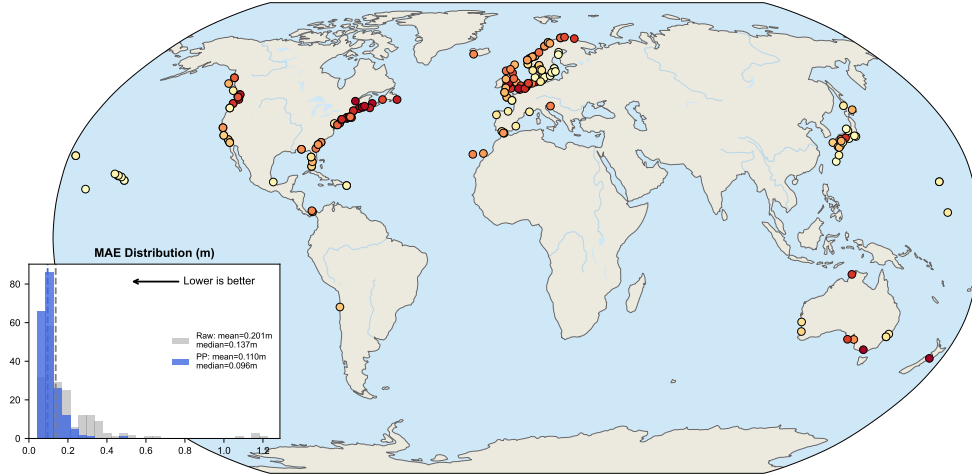 MAE Distribution (m)
Lower is better
80
60
40
20
0
Raw: mean=0.201m
median=0.137m
PP: mean=0.110m
median=0.096m
0.0 0.2 0.4 0.6 0.8 1.0 1.2